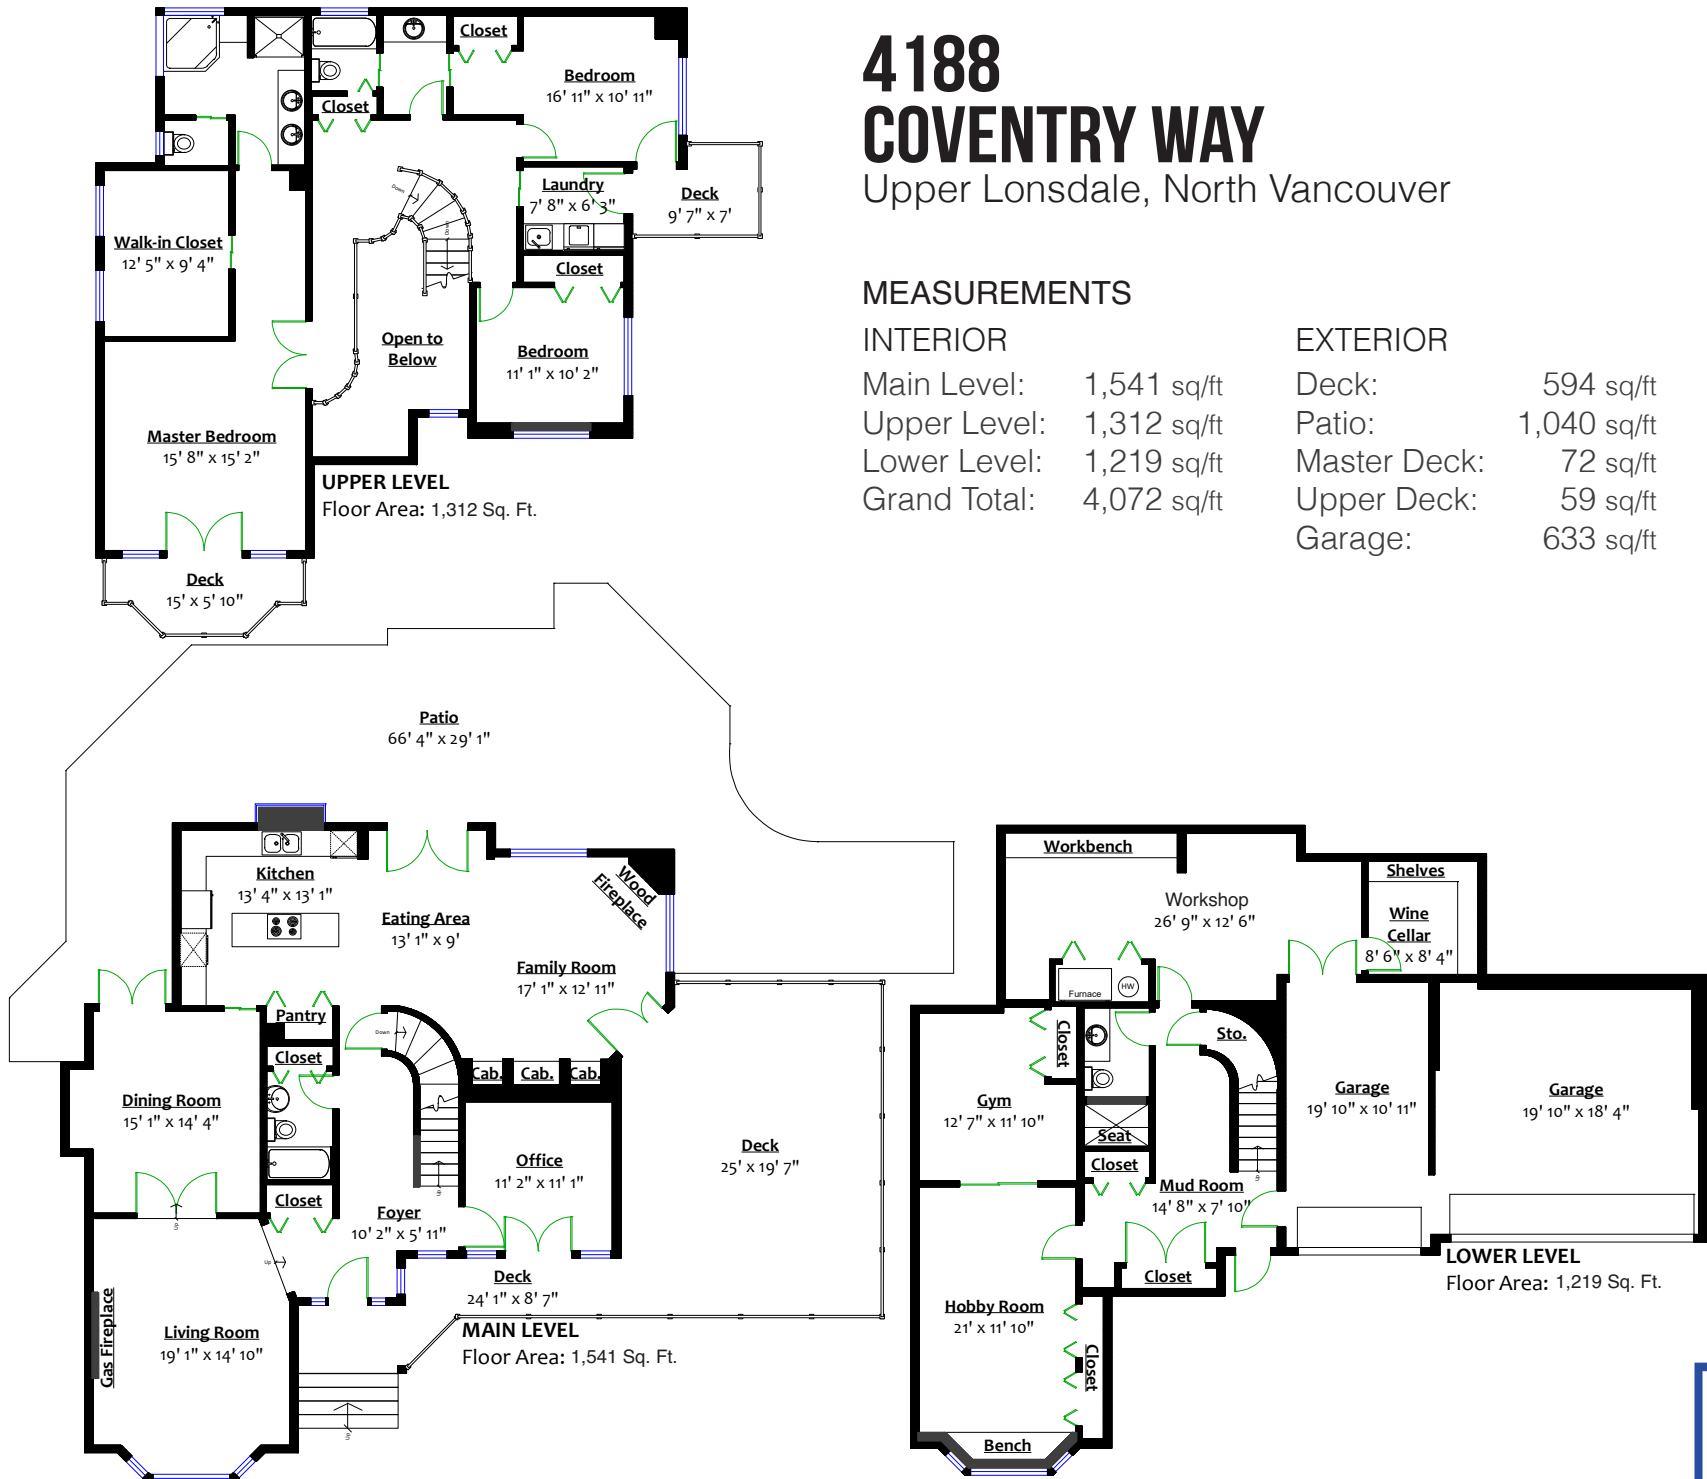 4188
COVENTRY WAY
Upper Lonsdale, North Vancouver
MEASUREMENTS
INTERIOR
Main Level: 1,541 sq/ft
Upper Level: 1,312 sq/ft
Lower Level: 1,219 sq/ft
Grand Total: 4,072 sq/ft
EXTERIOR
Deck: 594 sq/ft
Patio: 1,040 sq/ft
Master Deck: 72 sq/ft
Upper Deck: 59 sq/ft
Garage: 633 sq/ft
Closet
Bedroom
16' 11" x 10' 11"
Closet
Down
Laundry
7' 8" x 6' 3"
Deck
9' 7" x 7'
Walk-in Closet
12' 5" x 9' 4"
Down
Closet
Open to
Below
Bedroom
11' 1" x 10' 2"
Master Bedroom
15' 8" x 15' 2"
UPPER LEVEL
Floor Area: 1,312 Sq. Ft.
Deck
15' x 5' 10"
Patio
66' 4" x 29' 1"
Kitchen
13' 4" x 13' 1"
Wood
Fireplace
Eating Area
13' 1" x 9'
Family Room
17' 1" x 12' 11"
Pantry
Down
Closet
Cab.
Cab.
Cab.
Dining Room
15' 1" x 14' 4"
Deck
25' x 19' 7"
Office
11' 2" x 11' 1"
Up
Closet
Foyer
10' 2" x 5' 11"
Up
Up
Deck
24' 1" x 8' 7"
Gas Fireplace
Living Room
19' 1" x 14' 10"
MAIN LEVEL
Floor Area: 1,541 Sq. Ft.
Up
Workbench
Shelves
Workshop
26' 9" x 12' 6"
Wine
Cellar
8' 6" x 8' 4"
Furnace
HW
Closet
Sto.
Gym
12' 7" x 11' 10"
Garage
19' 10" x 10' 11"
Garage
19' 10" x 18' 4"
Seat
Closet
Up
Mud Room
14' 8" x 7' 10"
Closet
LOWER LEVEL
Floor Area: 1,219 Sq. Ft.
Hobby Room
21' x 11' 10"
Closet
Bench